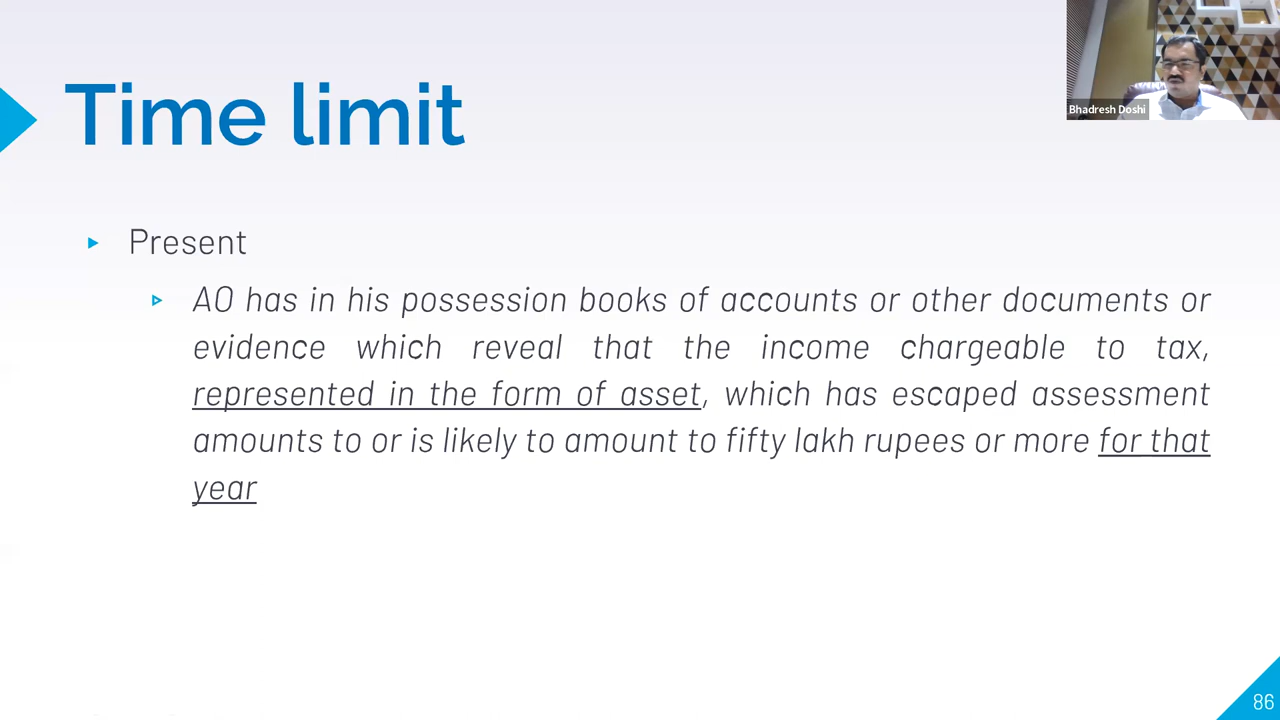 Time limit
Bhadresh Doshi
Present
AO has in his possession books of accounts or other documents or
evidence which reveal that the income chargeable to tax,
represented in the form of asset, which has escaped assessment
amounts to or is likely to amount to fifty lakh rupees or more for that
year
86